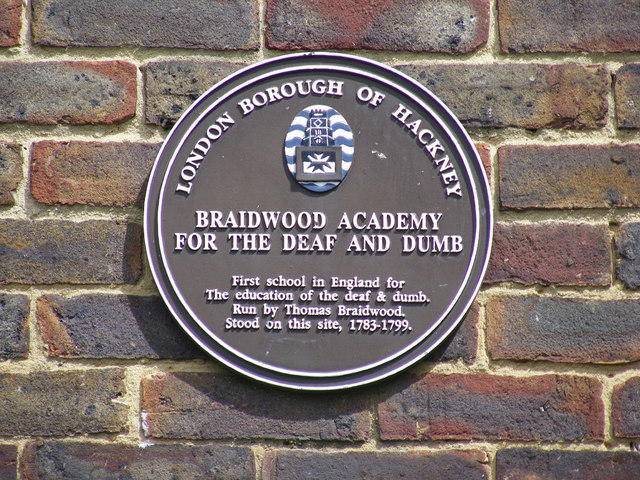 LONDON BOROUGH OF HACKNEY
BRAIDWOOD ACADEMY
FOR THE DEAF AND DUMB
First school in England for
The education of the deaf & dumb.
Run by Thomas Braidwood.
Stood on this site, 1783-1799.